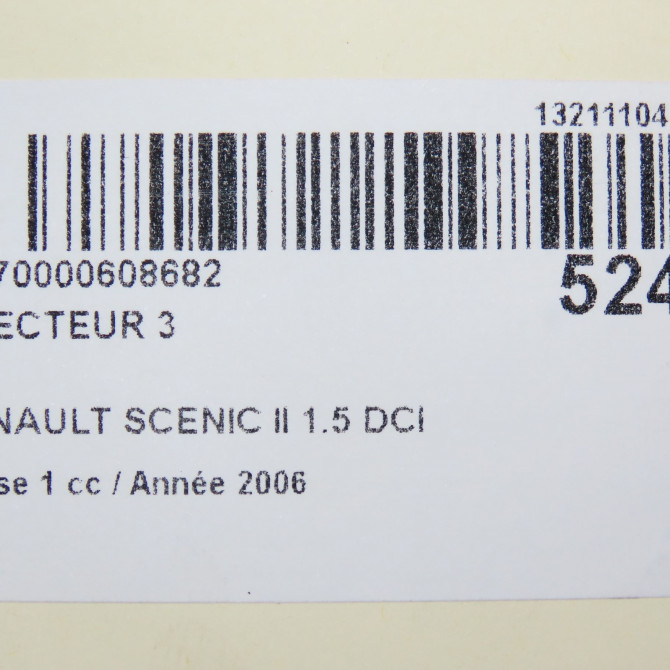 13211104
70000608682
524
ECTEUR 3
NAULT SCENIC II 1.5 DCI
se 1 cc / Année 2006